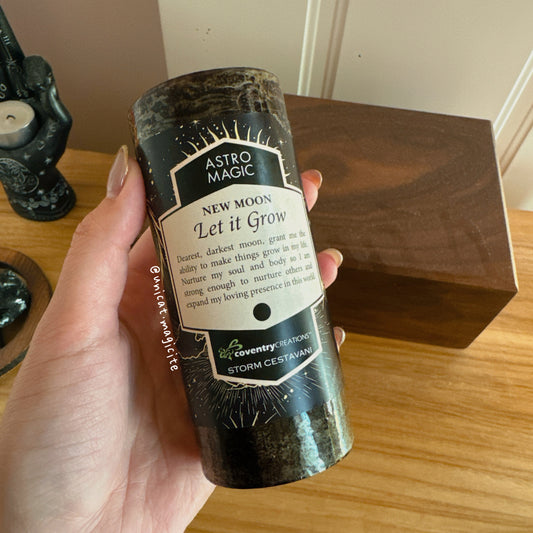 ASTRO
MAGIC
NEW MOON
Let it Grow
Dearest, darkest moon, grant me the
ability to make things grow in my life.
Nurture my soul and body so I am
strong enough to nurture others and
expand my loving presence in this world.
coventry CREATIONS™
STORM CESTAVANI
@unicat.magicite